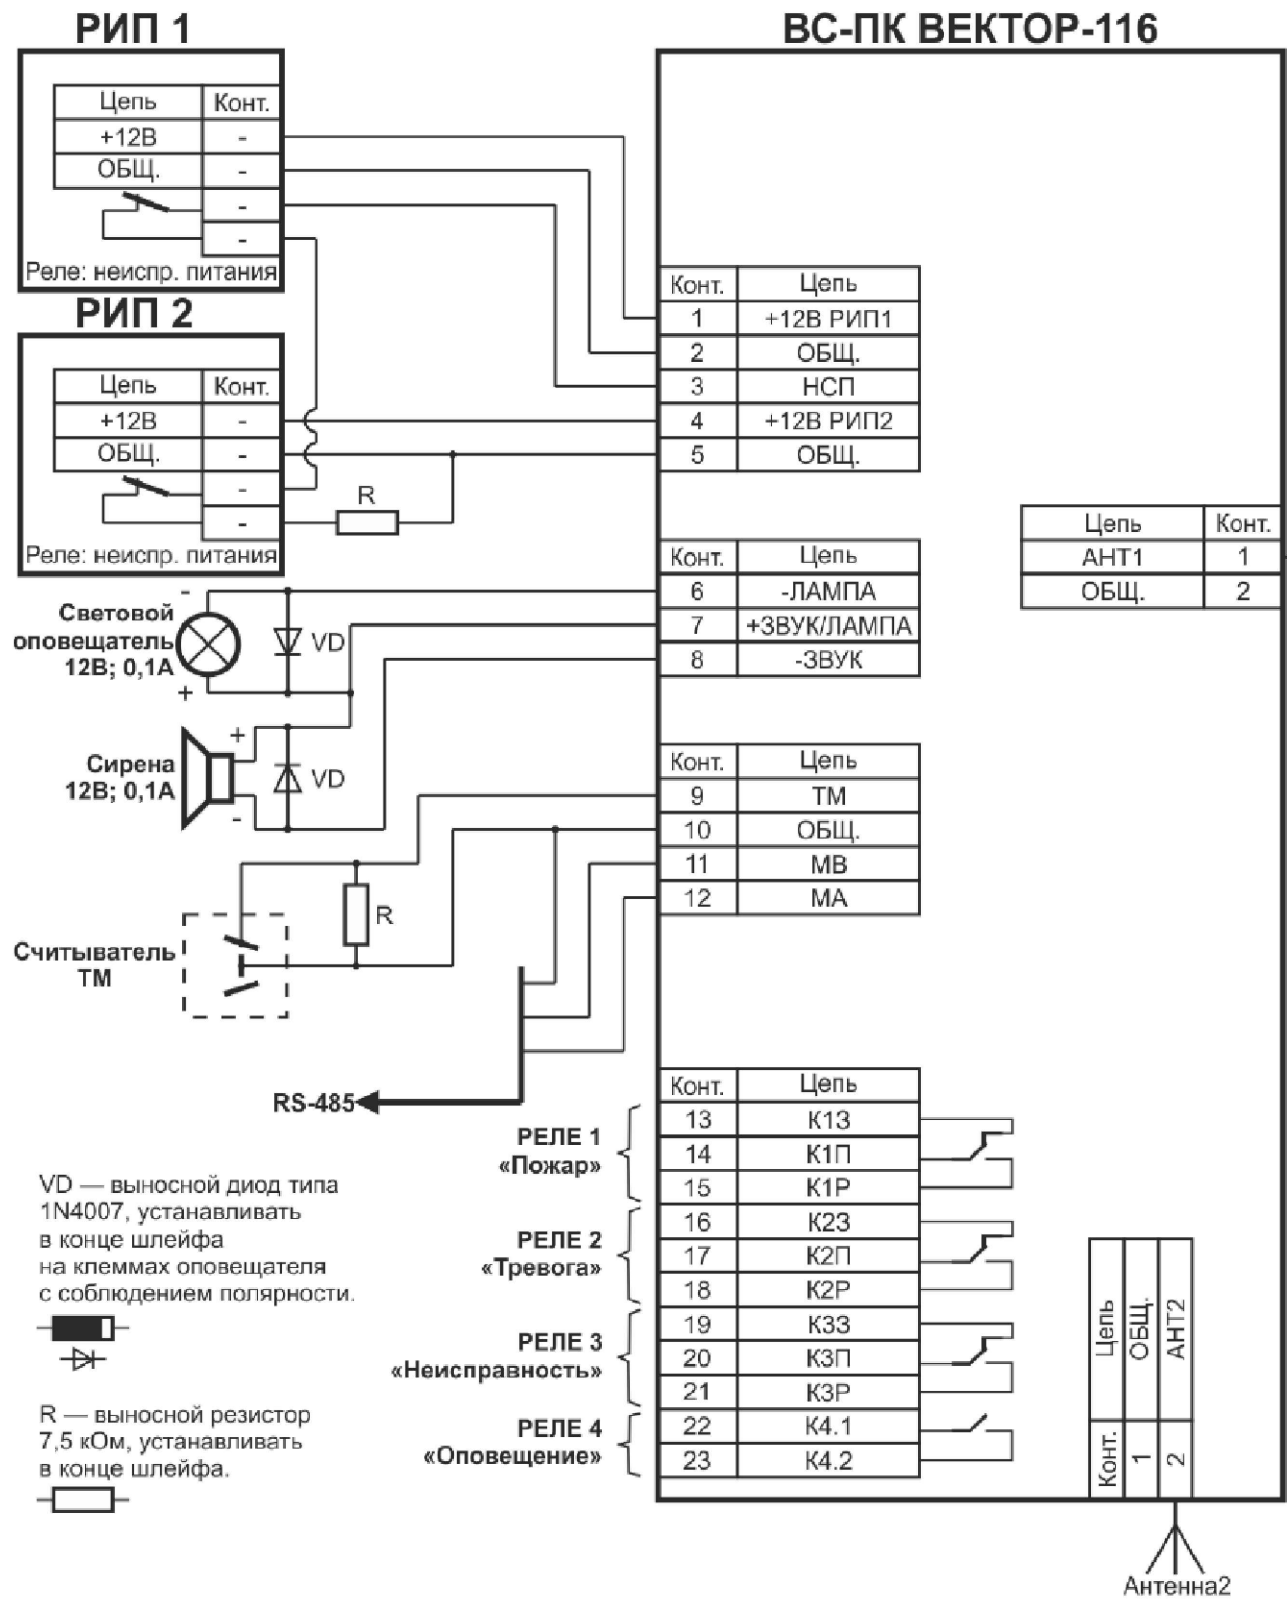 РИП 1
ВС-ПК ВЕКТОР-116
Цепь Конт.
+12В -
ОБЩ. -
-
-
Реле: неиспр. питания
РИП 2
Цепь Конт.
+12В -
ОБЩ. -
-
-
Реле: неиспр. питания
R
Конт. Цепь
1 +12В РИП1
2 ОБЩ.
3 НСП
4 +12В РИП2
5 ОБЩ.
Цепь Конт.
АНТ1 1
ОБЩ. 2
Конт. Цепь
6 -ЛАМПА
7 +ЗВУК/ЛАМПА
8 -ЗВУК
-
Световой
оповещатель
12В; 0,1А
+
VD
+
Сирена
12В; 0,1А
-
VD
Конт. Цепь
9 ТМ
10 ОБЩ.
11 МВ
12 МА
R
Считыватель
ТМ
RS-485
Конт. Цепь
13 К1З
14 К1П
15 К1Р
16 К2З
17 К2П
18 К2Р
19 К3З
20 К3П
21 К3Р
22 К4.1
23 К4.2
РЕЛЕ 1
«Пожар»
РЕЛЕ 2
«Тревога»
РЕЛЕ 3
«Неисправность»
РЕЛЕ 4
«Оповещение»
VD — выносной диод типа
1N4007, устанавливать
в конце шлейфа
на клеммах оповещателя
с соблюдением полярности.
R — выносной резистор
7,5 кОм, устанавливать
в конце шлейфа.
Цепь Конт.
ОБЩ. 1
АНТ2 2
Антенна2